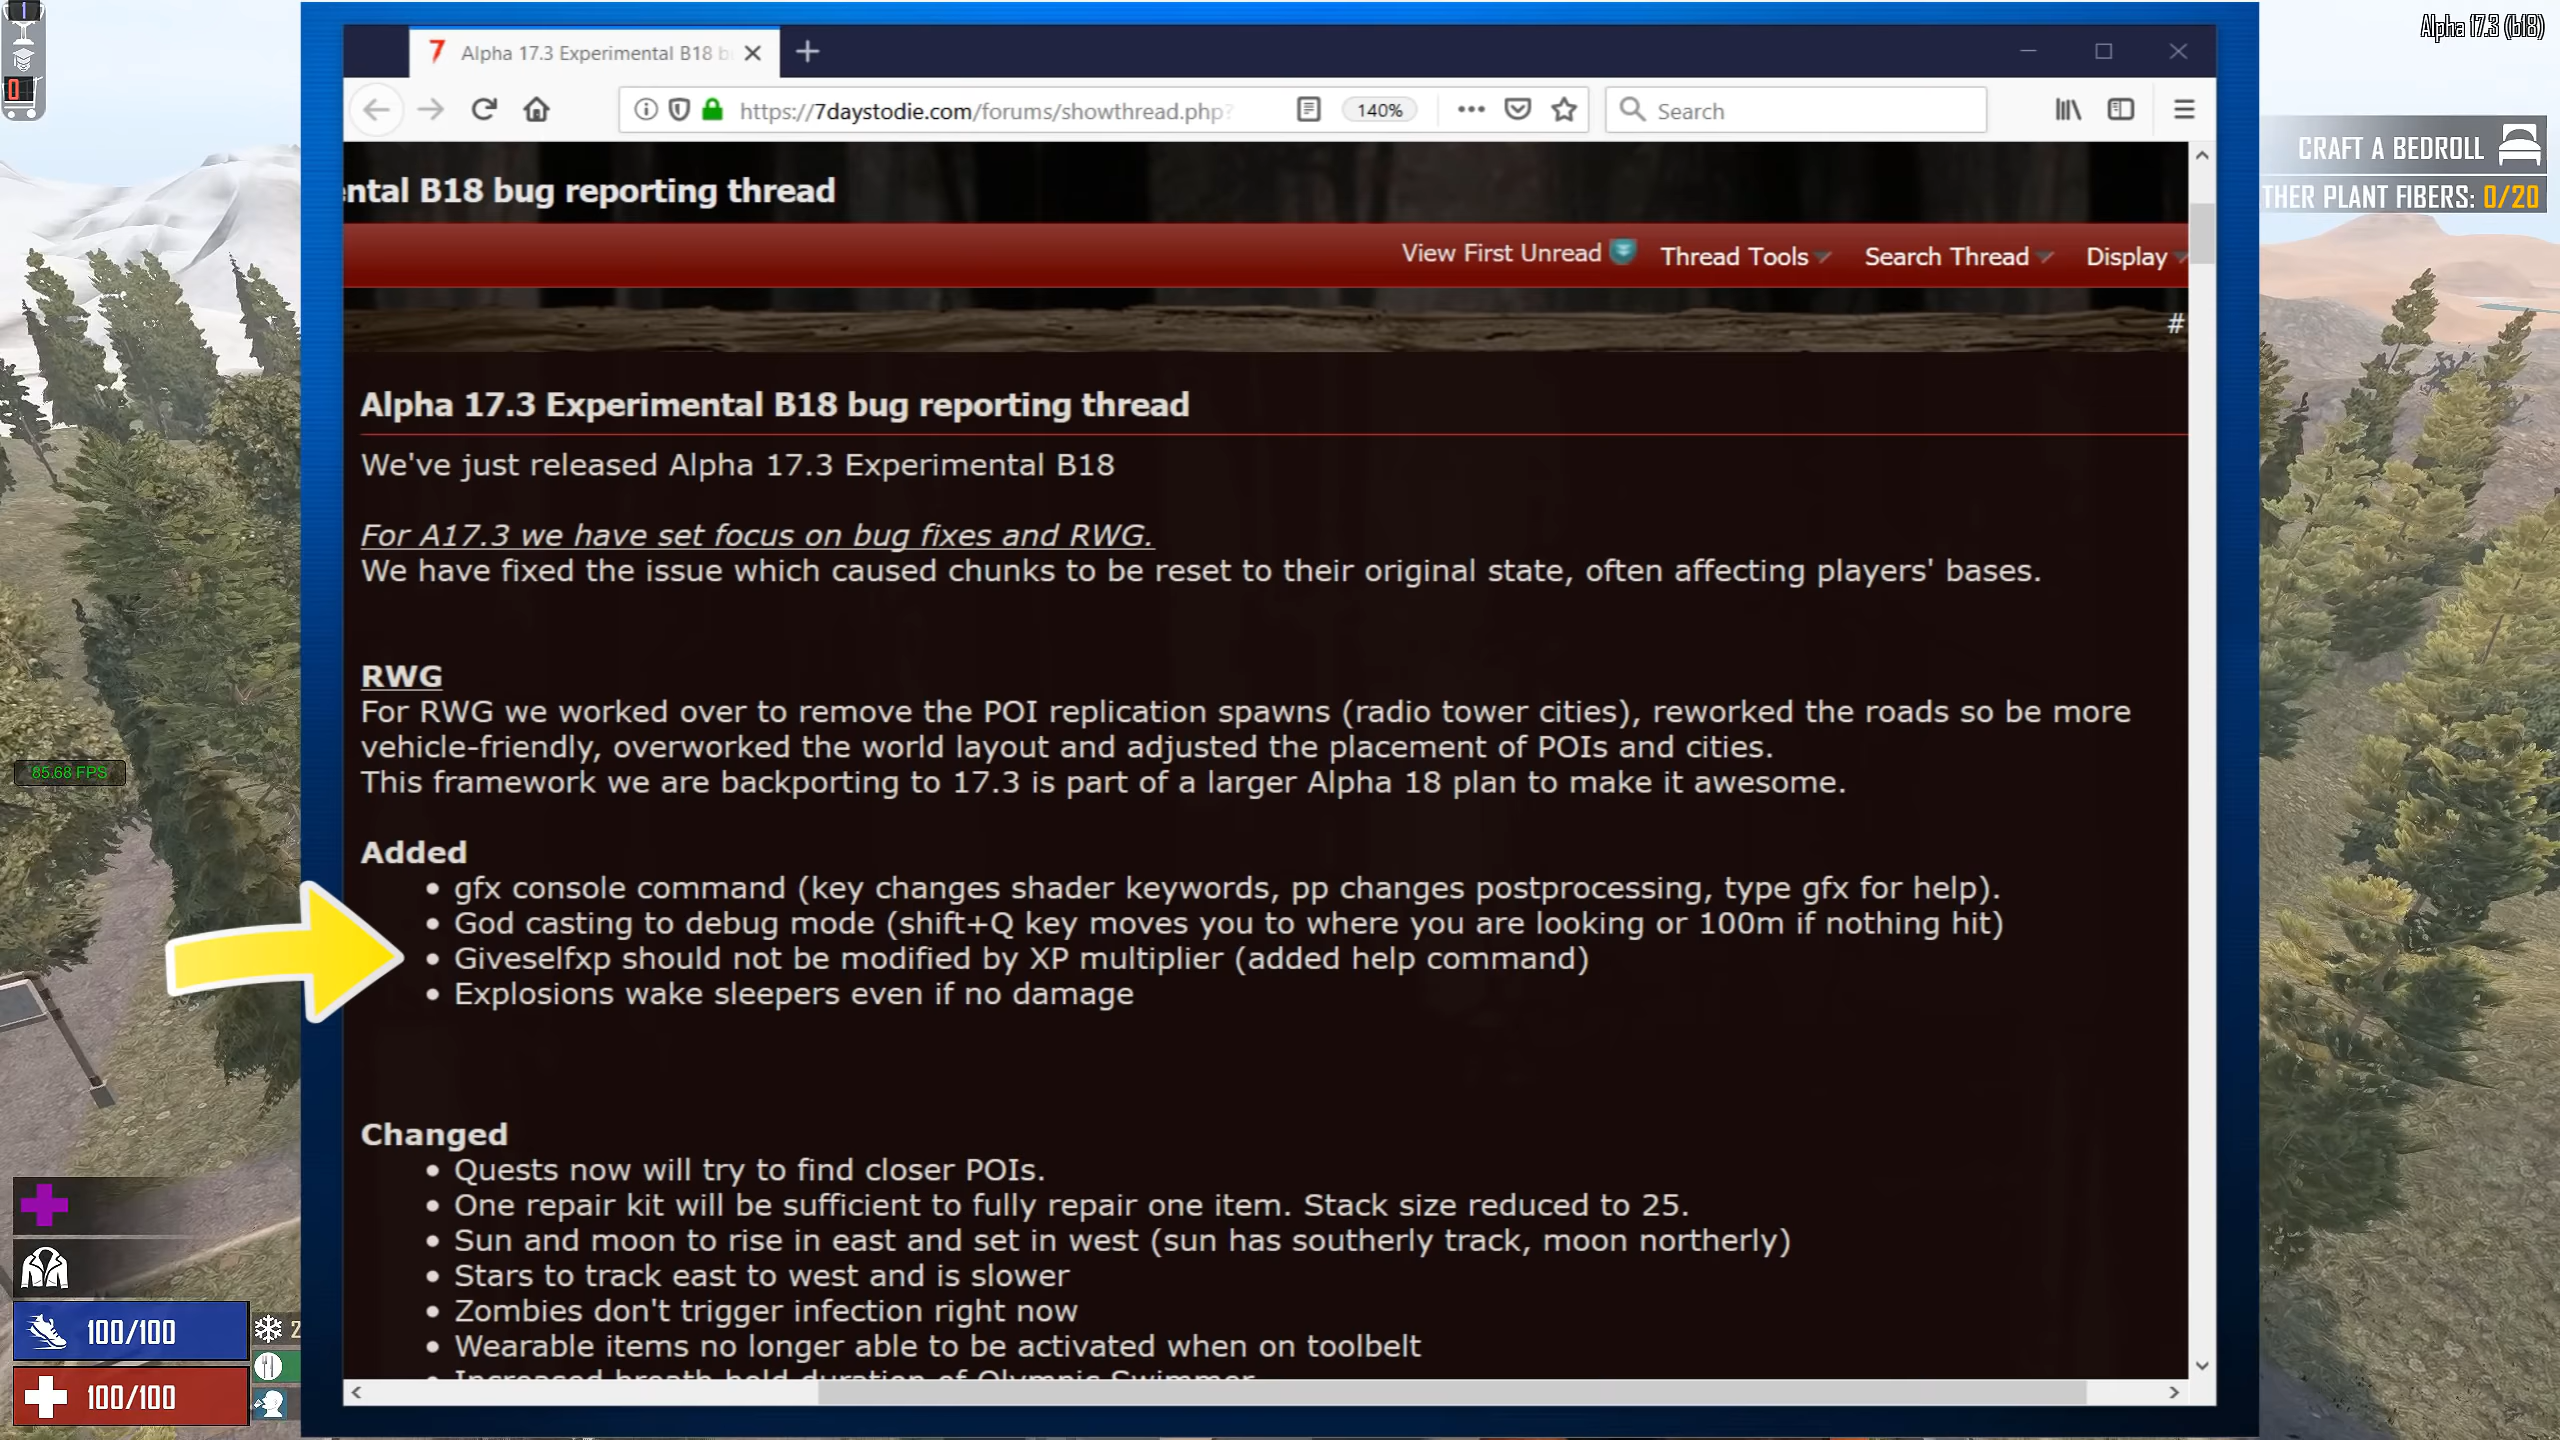 1
0
Alpha 17.3 (b18)
Alpha 17.3 Experimental B18 b
https://7daystodie.com/forums/showthread.php?
140%
Search
CRAFT A BEDROLL
THER PLANT FIBERS: 0/20
ntal B18 bug reporting thread
View First Unread Thread Tools Search Thread Display
#
Alpha 17.3 Experimental B18 bug reporting thread
We've just released Alpha 17.3 Experimental B18
For A17.3 we have set focus on bug fixes and RWG.
We have fixed the issue which caused chunks to be reset to their original state, often affecting players' bases.
RWG
For RWG we worked over to remove the POI replication spawns (radio tower cities), reworked the roads so be more
vehicle-friendly, overworked the world layout and adjusted the placement of POIs and cities.
This framework we are backporting to 17.3 is part of a larger Alpha 18 plan to make it awesome.
85.68 FPS
Added
• gfx console command (key changes shader keywords, pp changes postprocessing, type gfx for help).
• God casting to debug mode (shift+Q key moves you to where you are looking or 100m if nothing hit)
• Giveselfxp should not be modified by XP multiplier (added help command)
• Explosions wake sleepers even if no damage
Changed
• Quests now will try to find closer POIs.
• One repair kit will be sufficient to fully repair one item. Stack size reduced to 25.
• Sun and moon to rise in east and set in west (sun has southerly track, moon northerly)
• Stars to track east to west and is slower
• Zombies don't trigger infection right now
• Wearable items no longer able to be activated when on toolbelt
• Increased breath hold duration of Olympic Swimmer
100/100
2
100/100